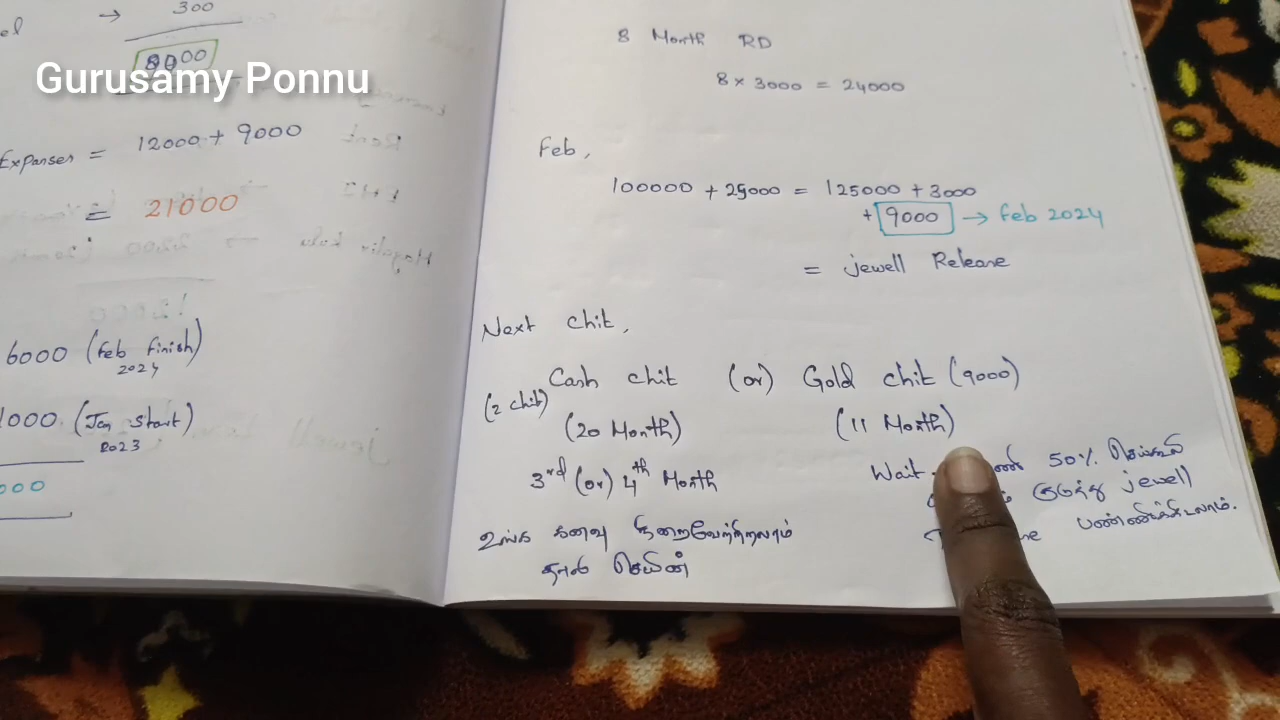 → 300
8000
Gurusamy Ponnu
Expanses = 12000 + 9000
= 21000
6000 (Feb finish)
2024
1000 (Jan start)
2023
000
8 Month RD
8 × 3000 = 24000
Feb,
100000 + 25000 = 125000 + 3000
+ 9000 → Feb 2024
= jewell Release
Next chit,
Cash chit (or) Gold chit (9000)
(2 chit)
(20 Month) (11 Month)
3rd (or) 4th Month
Wait 50%
jewell
உங்க கனவு நிறைவேற்றிறலாம்